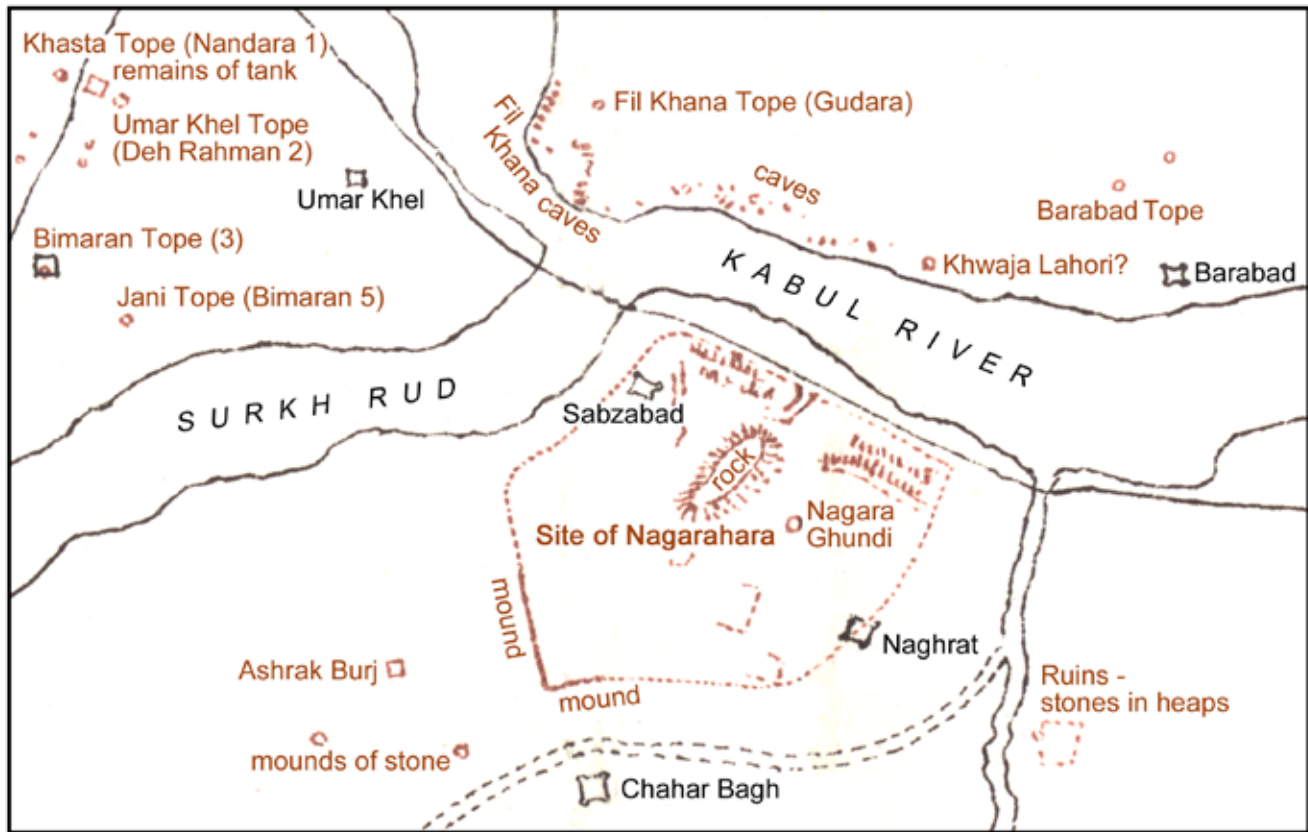 Khasta Tope (Nandara 1)
remains of tank
Umar Khel Tope
(Deh Rahman 2)
Umar Khel
Bimaran Tope (3)
Jani Tope (Bimaran 5)
SURKH RUD
Fil
Khana caves
Fil Khana Tope (Gudara)
caves
Barabad Tope
Khwaja Lahori?
Barabad
KABUL RIVER
Sabzabad
rock
Site of Nagarahara
Nagara
Ghundi
mound
mound
Naghrat
Ashrak Burj
mounds of stone
Chahar Bagh
Ruins -
stones in heaps